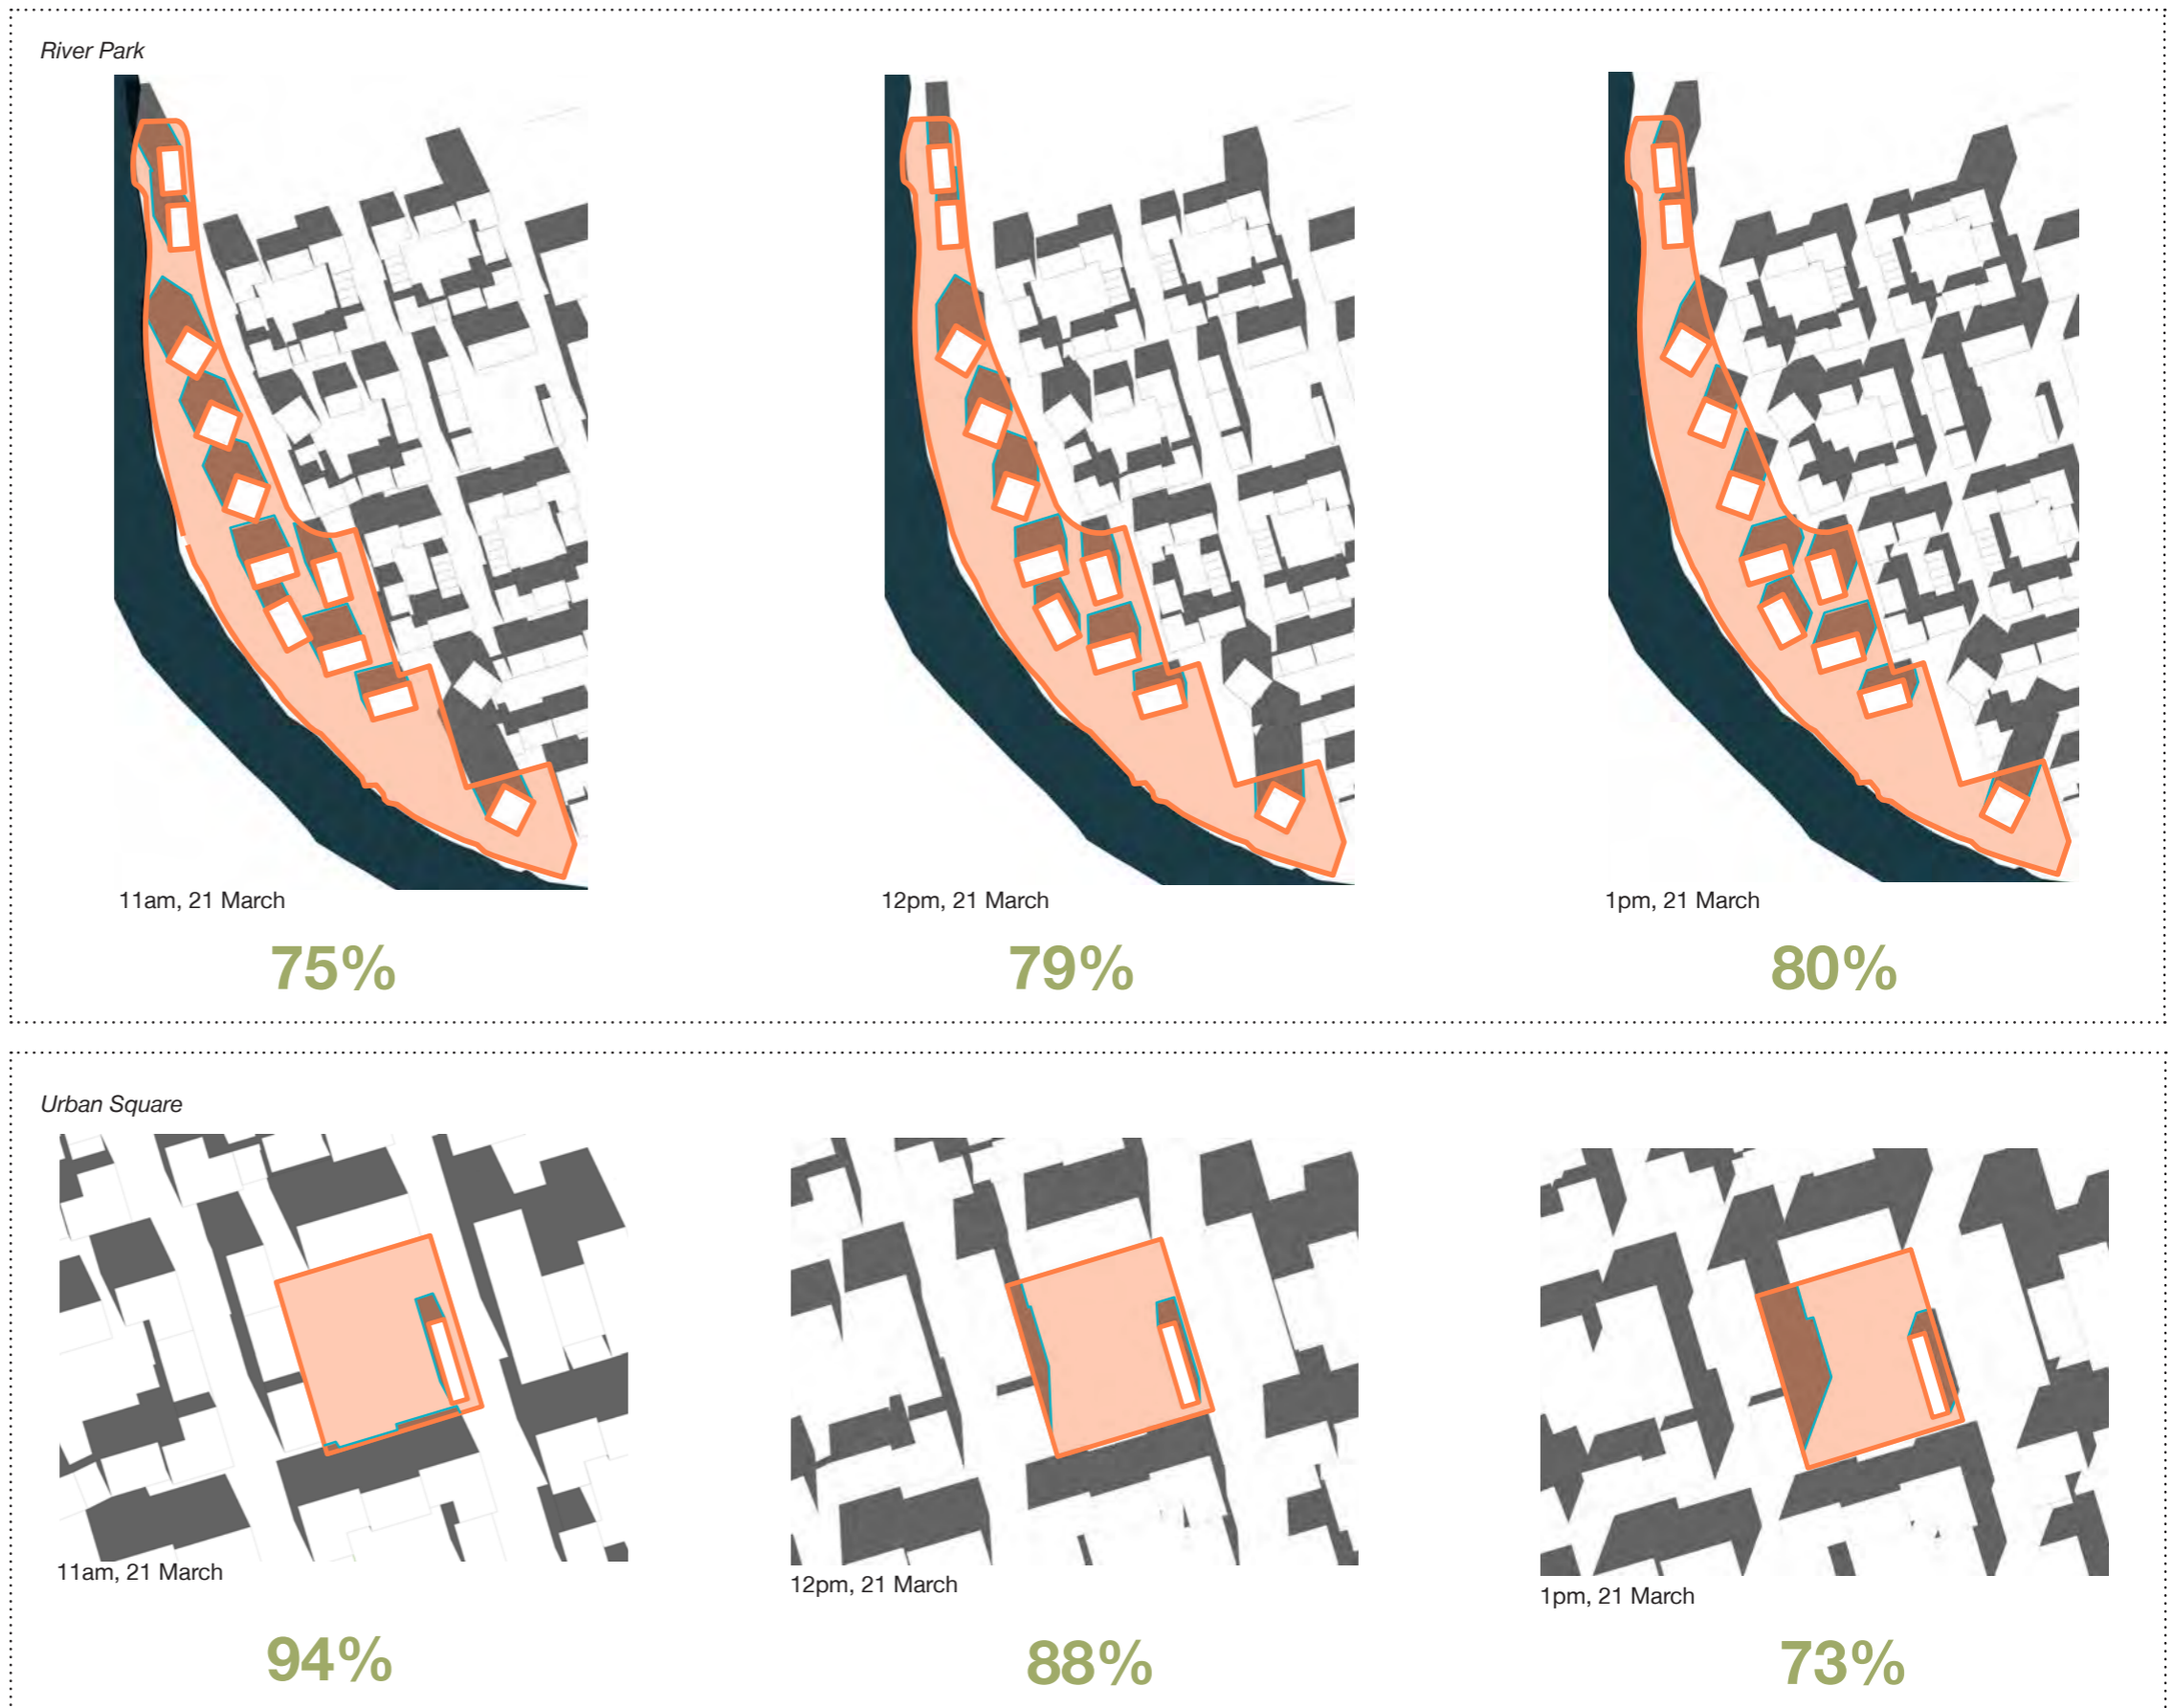 River Park
11am, 21 March
12pm, 21 March
1pm, 21 March
75%
79%
80%
Urban Square
11am, 21 March
12pm, 21 March
1pm, 21 March
94%
88%
73%